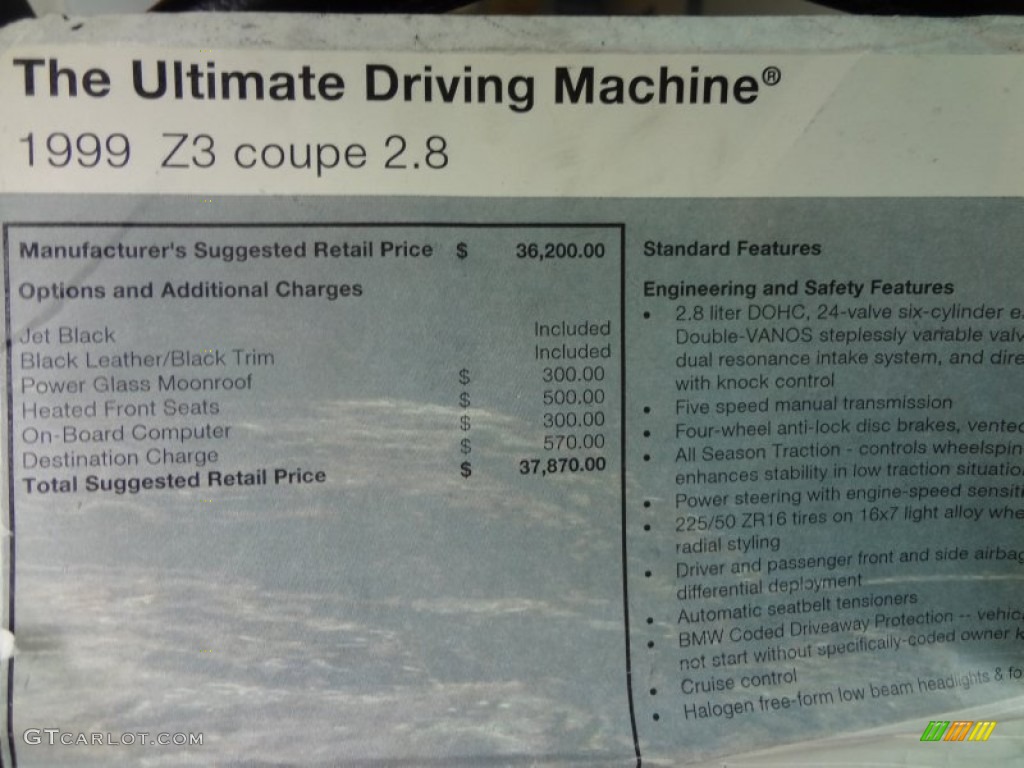 The Ultimate Driving Machine®
1999 Z3 coupe 2.8
Manufacturer's Suggested Retail Price $ 36,200.00
Options and Additional Charges
Jet Black Included
Black Leather/Black Trim Included
Power Glass Moonroof $ 300.00
Heated Front Seats $ 500.00
On-Board Computer $ 300.00
Destination Charge $ 570.00
Total Suggested Retail Price $ 37,870.00
Standard Features
Engineering and Safety Features
• 2.8 liter DOHC, 24-valve six-cylinder
Double-VANOS steplessly variable
dual resonance intake system, and
with knock control
• Five speed manual transmission
• Four-wheel anti-lock disc brakes,
• All Season Traction - controls wheelspin
enhances stability in low traction
• Power steering with engine-speed
• 225/50 ZR16 tires on 16x7 light alloy
radial styling
• Driver and passenger front and side
differential deployment
• Automatic seatbelt tensioners
• BMW Coded Driveaway Protection --
not start without specifically-coded owner
• Cruise control
• Halogen free-form low beam headlights &
GTCARLOT.COM